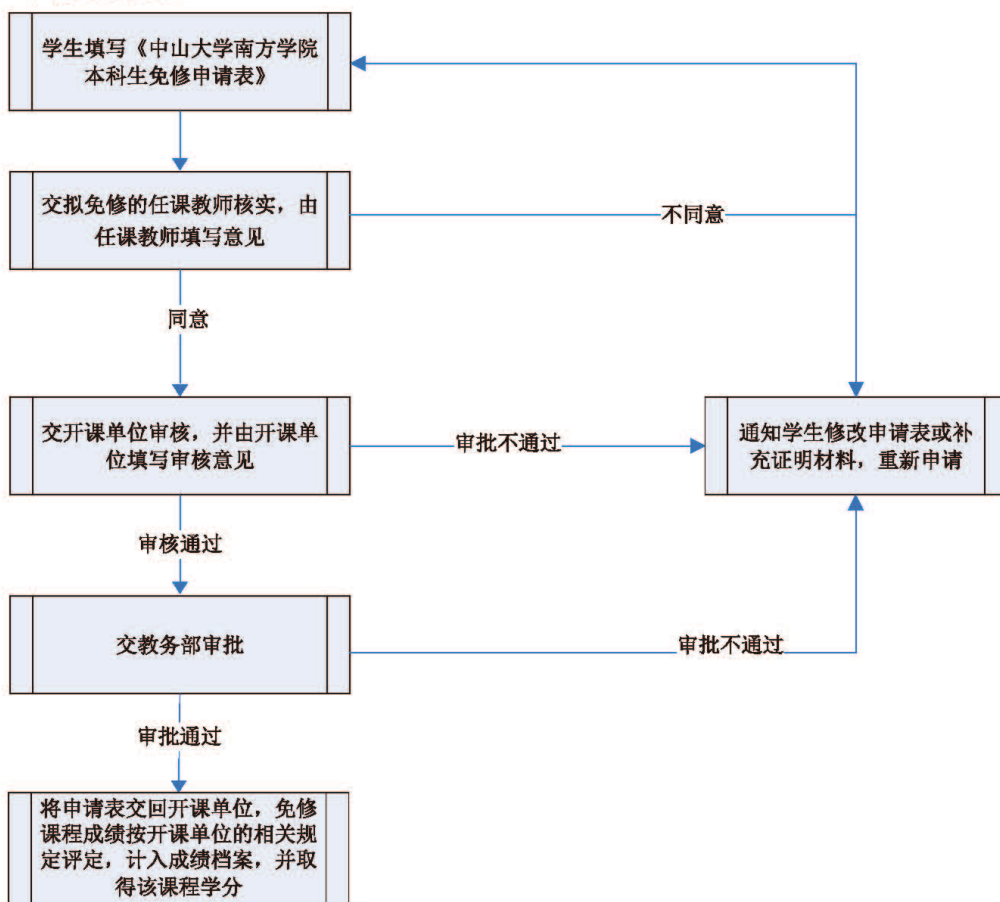 学生填写《中山大学南方学院
本科生免修申请表》
交拟免修的任课教师核实，由
任课教师填写意见
不同意
同意
交开课单位审核，并由开课单
位填写审核意见
审批不通过
通知学生修改申请表或补
充证明材料，重新申请
审核通过
交教务部审批
审批不通过
审批通过
将申请表交回开课单位，免修
课程成绩按开课单位的相关规
定评定，计入成绩档案，并取
得该课程学分